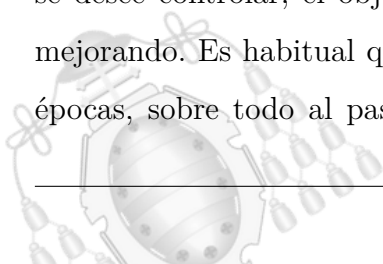 se desee controlar, el obj
mejorando. Es habitual q
épocas, sobre todo al pas